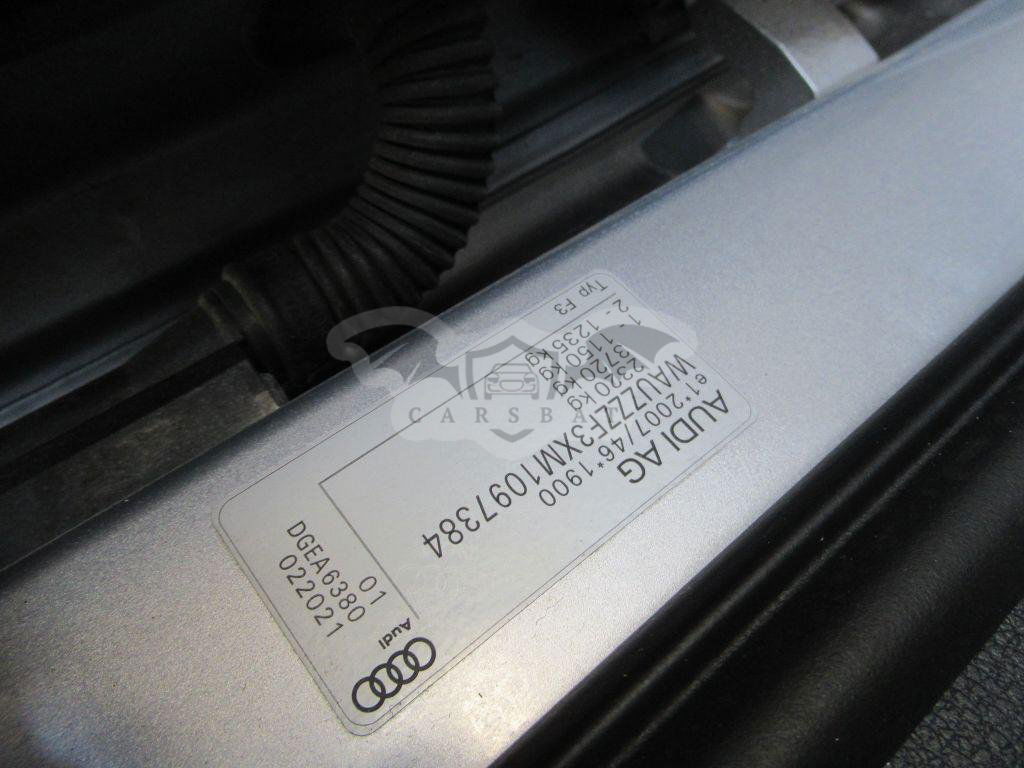 AUDI AG
e1*2007/46*1900
WAUZZZF3XM1097384
2320 kg
3720 kg
1 - 1150 kg
2 - 1235 kg
Typ F3
01
DGEA6380
022021
Audi
CARSBAT